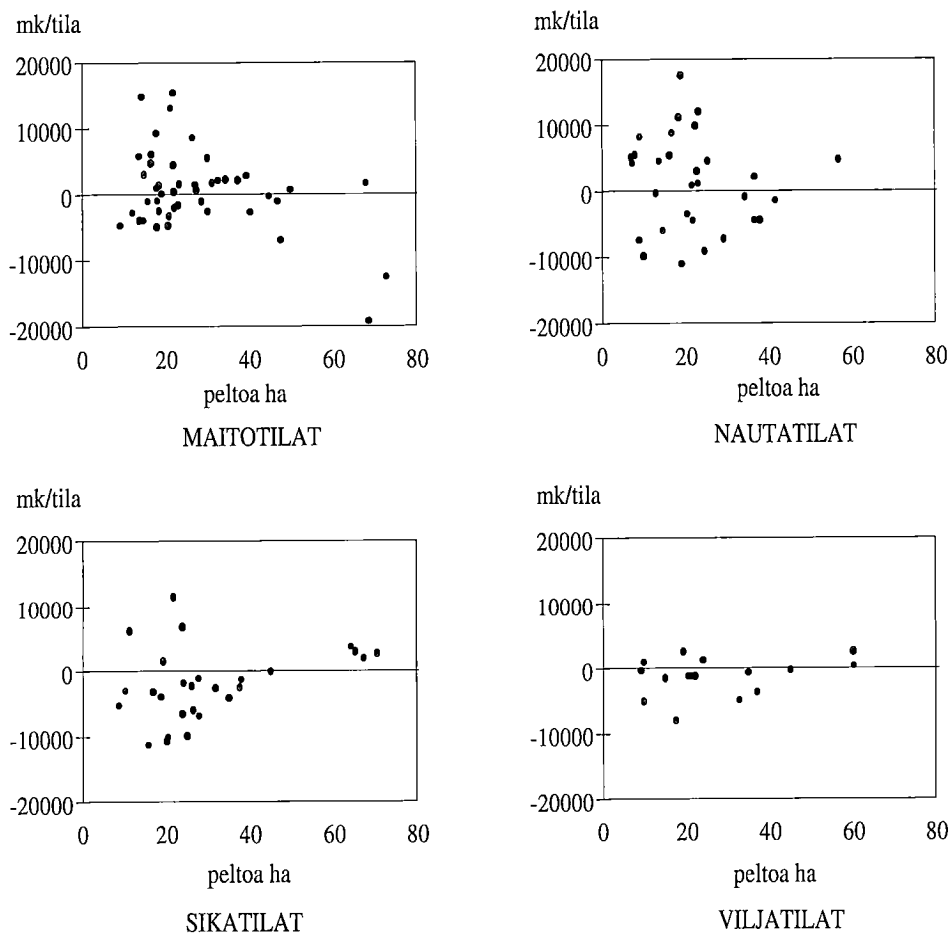 mk/tila
20000
10000
0
-10000
-20000
0 20 40 60 80
peltoa ha
MAITOTILAT
mk/tila
20000
10000
0
-10000
-20000
0 20 40 60 80
peltoa ha
NAUTATILAT
mk/tila
20000
10000
0
-10000
-20000
0 20 40 60 80
peltoa ha
SIKATILAT
mk/tila
20000
10000
0
-10000
-20000
0 20 40 60 80
peltoa ha
VILJATILAT